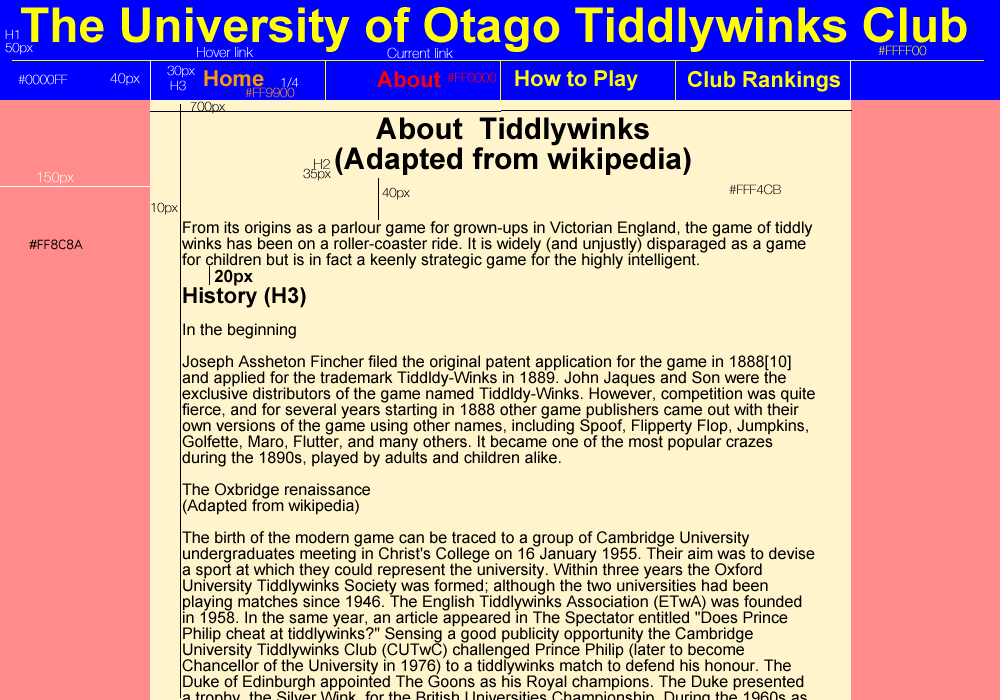 The University of Otago Tiddlywinks Club
H1
50px
Hover link
Current link
#FFFF00
#0000FF
40px
30px
H3
Home
1/4
#FF9900
About
#FF0000
How to Play
Club Rankings
700px
About Tiddlywinks
(Adapted from wikipedia)
H2
35px
150px
40px
#FFF4CB
10px
#FF8C8A
From its origins as a parlour game for grown-ups in Victorian England, the game of tiddly
winks has been on a roller-coaster ride. It is widely (and unjustly) disparaged as a game
for children but is in fact a keenly strategic game for the highly intelligent.
20px
History (H3)
In the beginning
Joseph Assheton Fincher filed the original patent application for the game in 1888[10]
and applied for the trademark Tiddldy-Winks in 1889. John Jaques and Son were the
exclusive distributors of the game named Tiddldy-Winks. However, competition was quite
fierce, and for several years starting in 1888 other game publishers came out with their
own versions of the game using other names, including Spoof, Flipperty Flop, Jumpkins,
Golfette, Maro, Flutter, and many others. It became one of the most popular crazes
during the 1890s, played by adults and children alike.
The Oxbridge renaissance
(Adapted from wikipedia)
The birth of the modern game can be traced to a group of Cambridge University
undergraduates meeting in Christ's College on 16 January 1955. Their aim was to devise
a sport at which they could represent the university. Within three years the Oxford
University Tiddlywinks Society was formed; although the two universities had been
playing matches since 1946. The English Tiddlywinks Association (ETwA) was founded
in 1958. In the same year, an article appeared in The Spectator entitled "Does Prince
Philip cheat at tiddlywinks?" Sensing a good publicity opportunity the Cambridge
University Tiddlywinks Club (CUTwC) challenged Prince Philip (later to become
Chancellor of the University in 1976) to a tiddlywinks match to defend his honour. The
Duke of Edinburgh appointed The Goons as his Royal champions. The Duke presented
a trophy, the Silver Wink, for the British Universities Championship. During the 1960s as